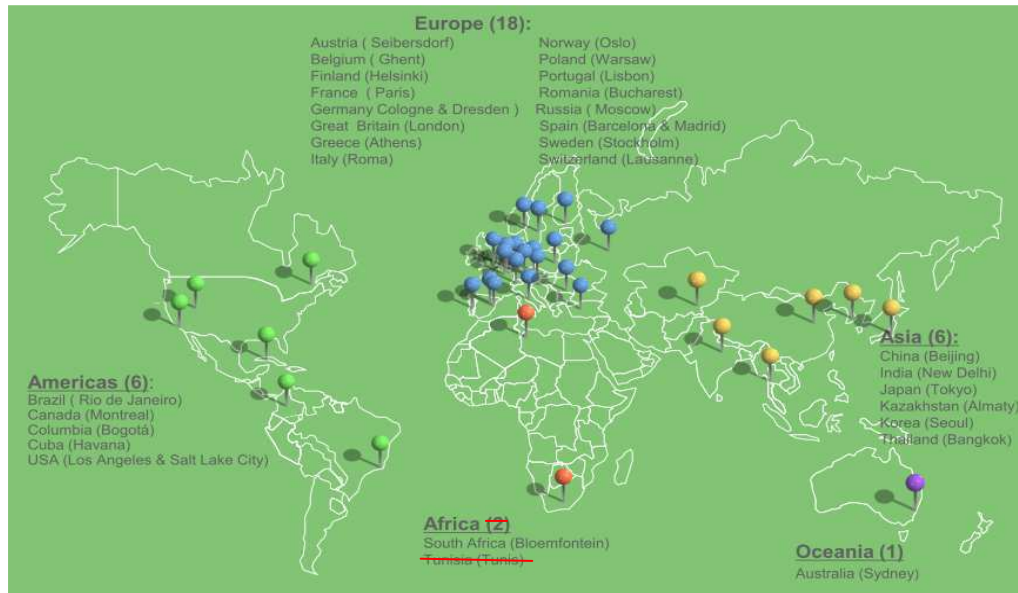 Europe (18):
Austria ( Seibersdorf)
Belgium ( Ghent)
Finland (Helsinki)
France ( Paris)
Germany Cologne & Dresden )
Great Britain (London)
Greece (Athens)
Italy (Roma)
Norway (Oslo)
Poland (Warsaw)
Portugal (Lisbon)
Romania (Bucharest)
Russia ( Moscow)
Spain (Barcelona & Madrid)
Sweden (Stockholm)
Switzerland (Lausanne)
Americas (6):
Brazil ( Rio de Janeiro)
Canada (Montreal)
Columbia (Bogotá)
Cuba (Havana)
USA (Los Angeles & Salt Lake City)
Africa (2)
South Africa (Bloemfontein)
Tunisia (Tunis)
Asia (6):
China (Beijing)
India (New Delhi)
Japan (Tokyo)
Kazakhstan (Almaty)
Korea (Seoul)
Thailand (Bangkok)
Oceania (1)
Australia (Sydney)